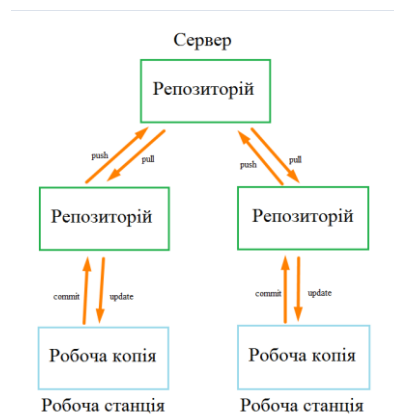 Сервер
Репозиторій
push
pull
push
pull
Репозиторій
Репозиторій
commit
update
commit
update
Робоча копія
Робоча копія
Робоча станція
Робоча станція